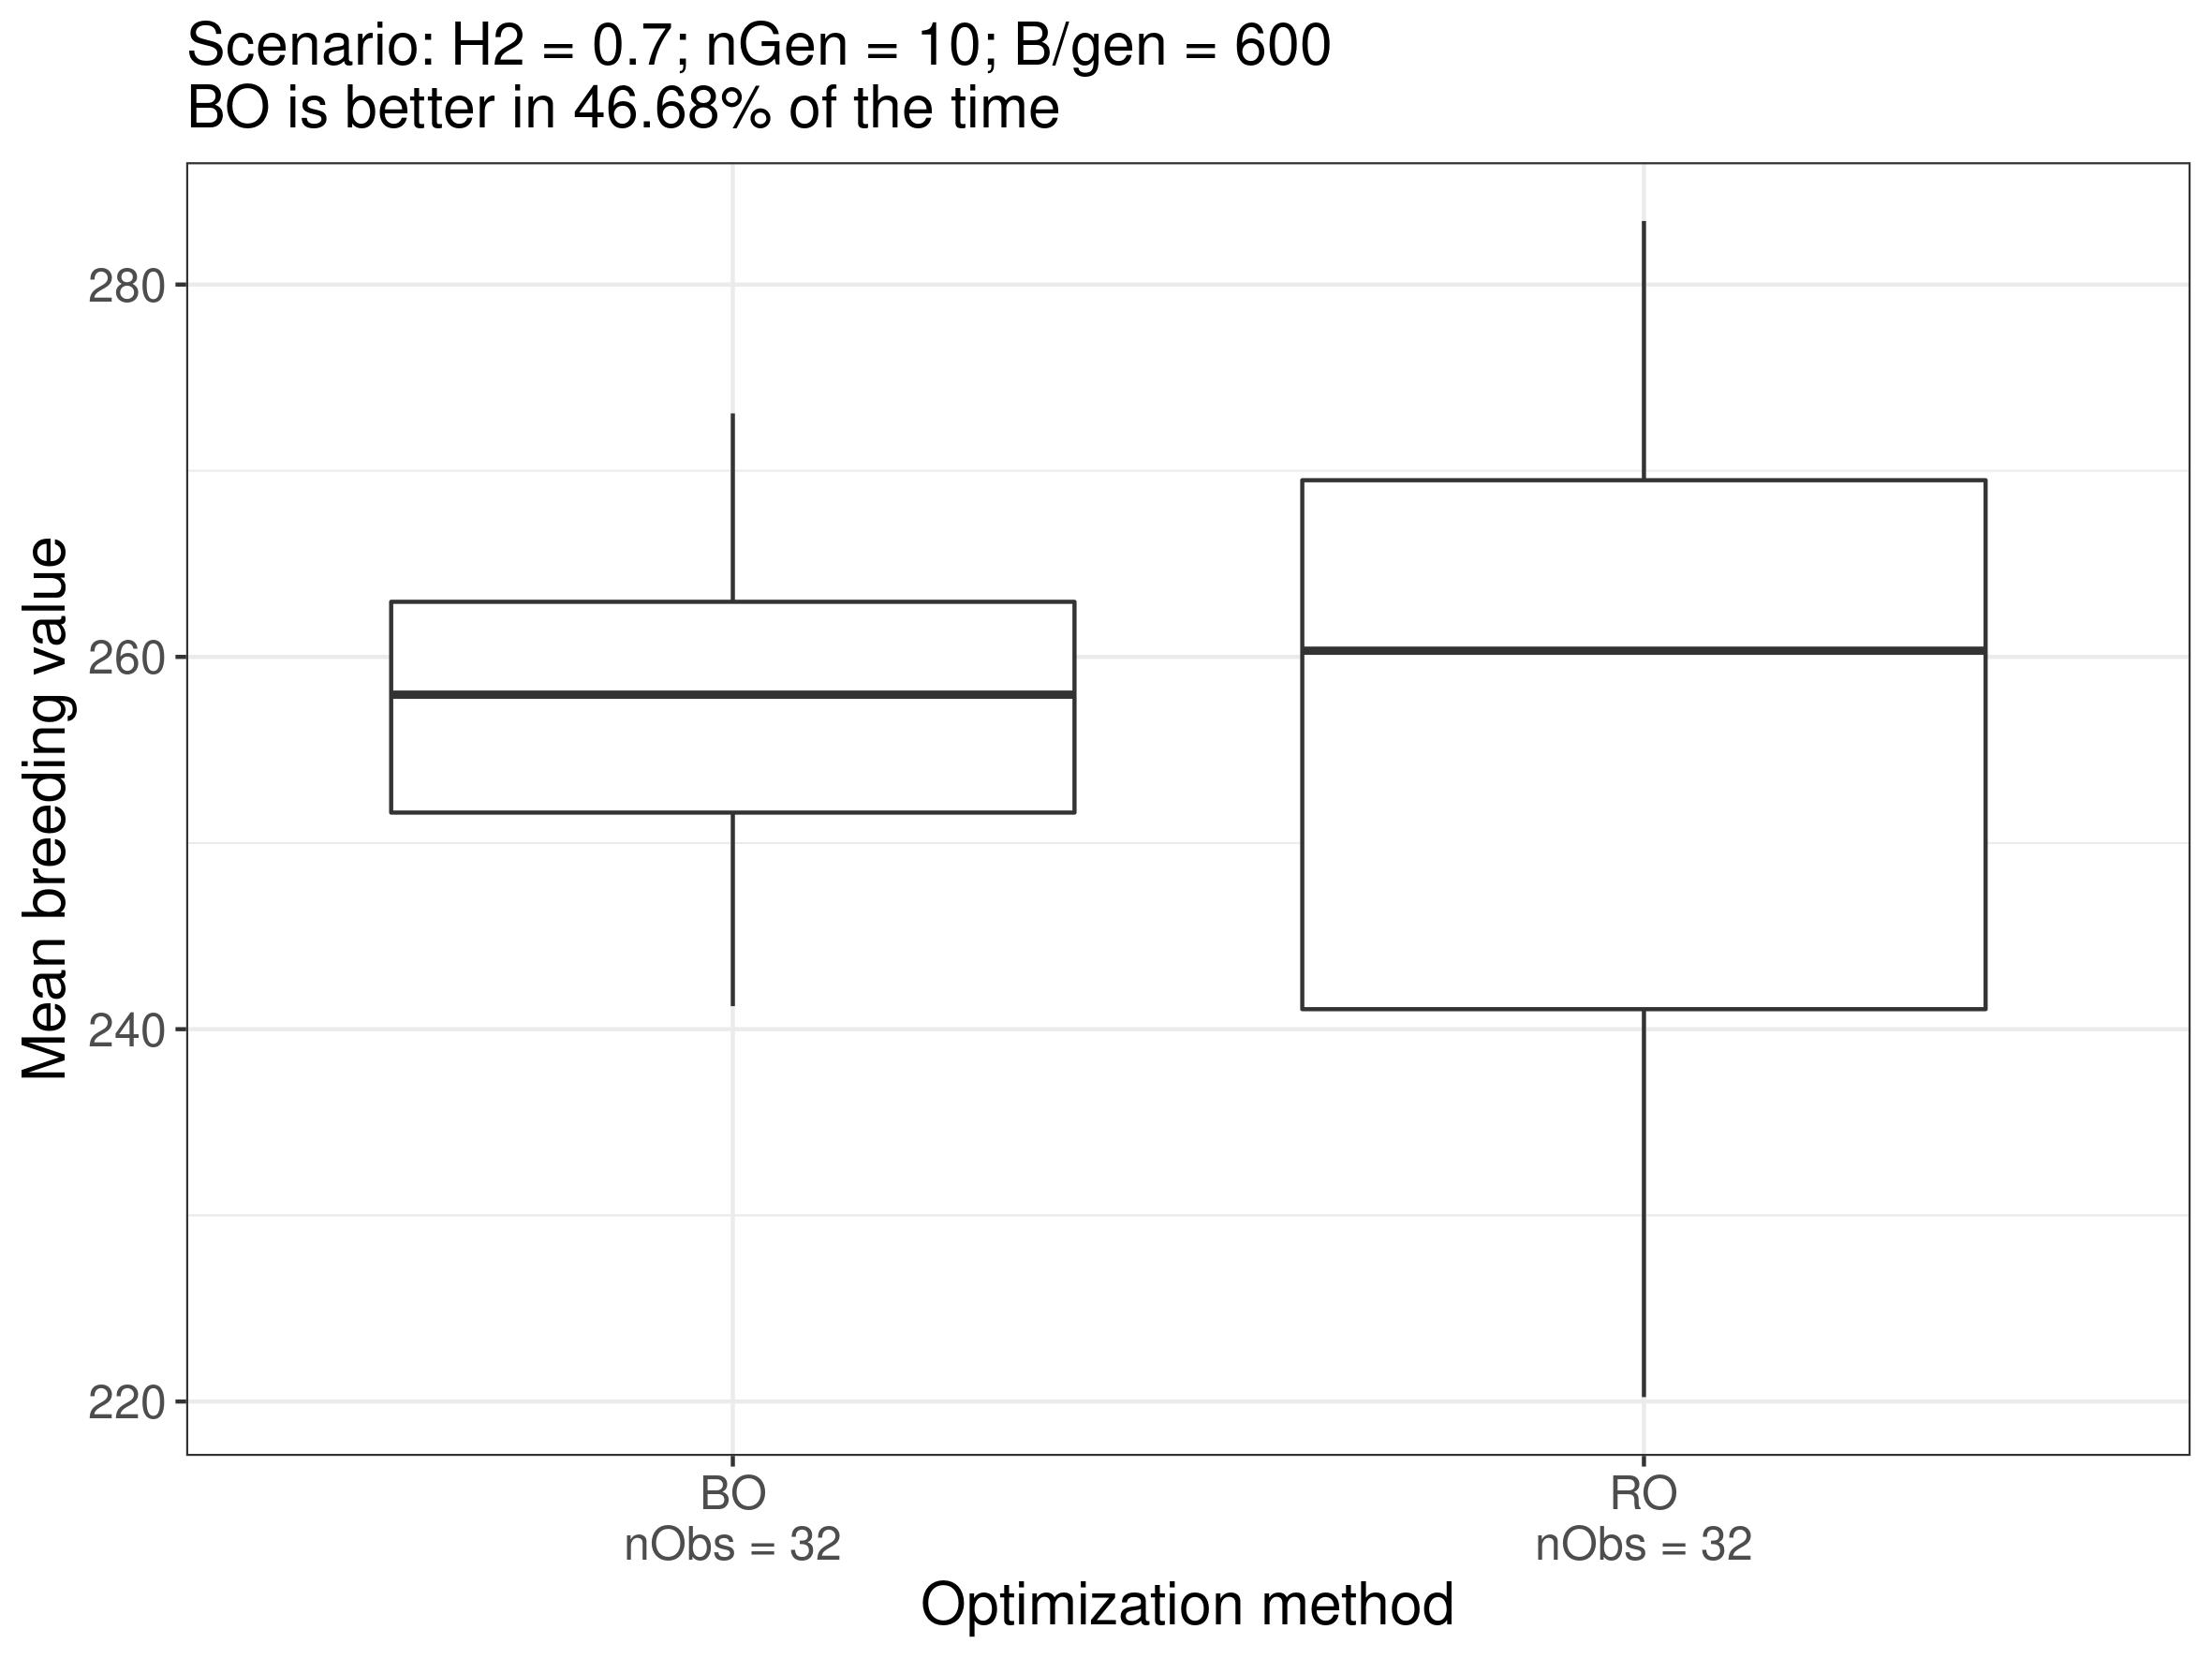 Scenario: H2 = 0.7; nGen = 10; B/gen = 600
BO is better in 46.68% of the time
Mean breeding value
280
260
240
220
BO
nObs = 32
RO
nObs = 32
Optimization method